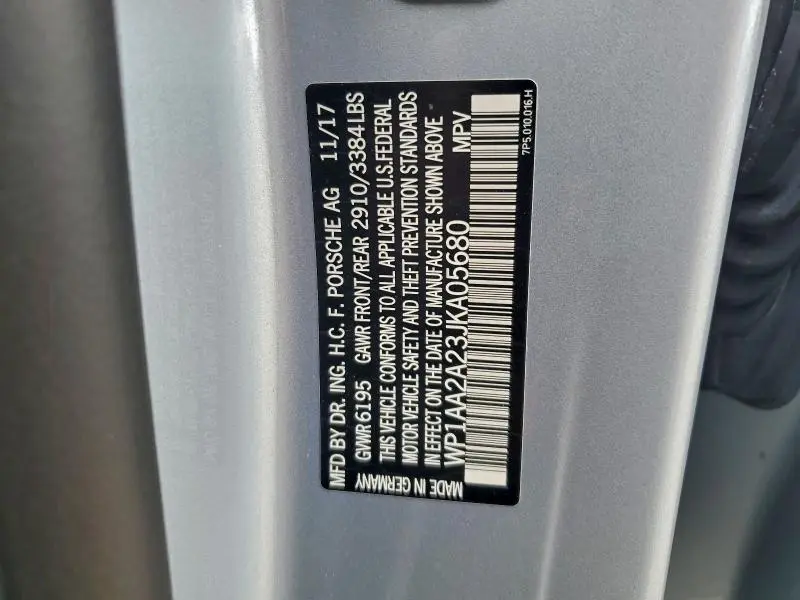 MFD BY DR. ING. H.C. F. PORSCHE AG 11/17
GVWR 6195 GAWR FRONT/REAR 2910/3384 LBS
THIS VEHICLE CONFORMS TO ALL APPLICABLE U.S.FEDERAL
MOTOR VEHICLE SAFETY AND THEFT PREVENTION STANDARDS
IN EFFECT ON THE DATE OF MANUFACTURE SHOWN ABOVE
WP1AA2A23JKA05680 MPV
MADE IN GERMANY
7P5.010.016.H